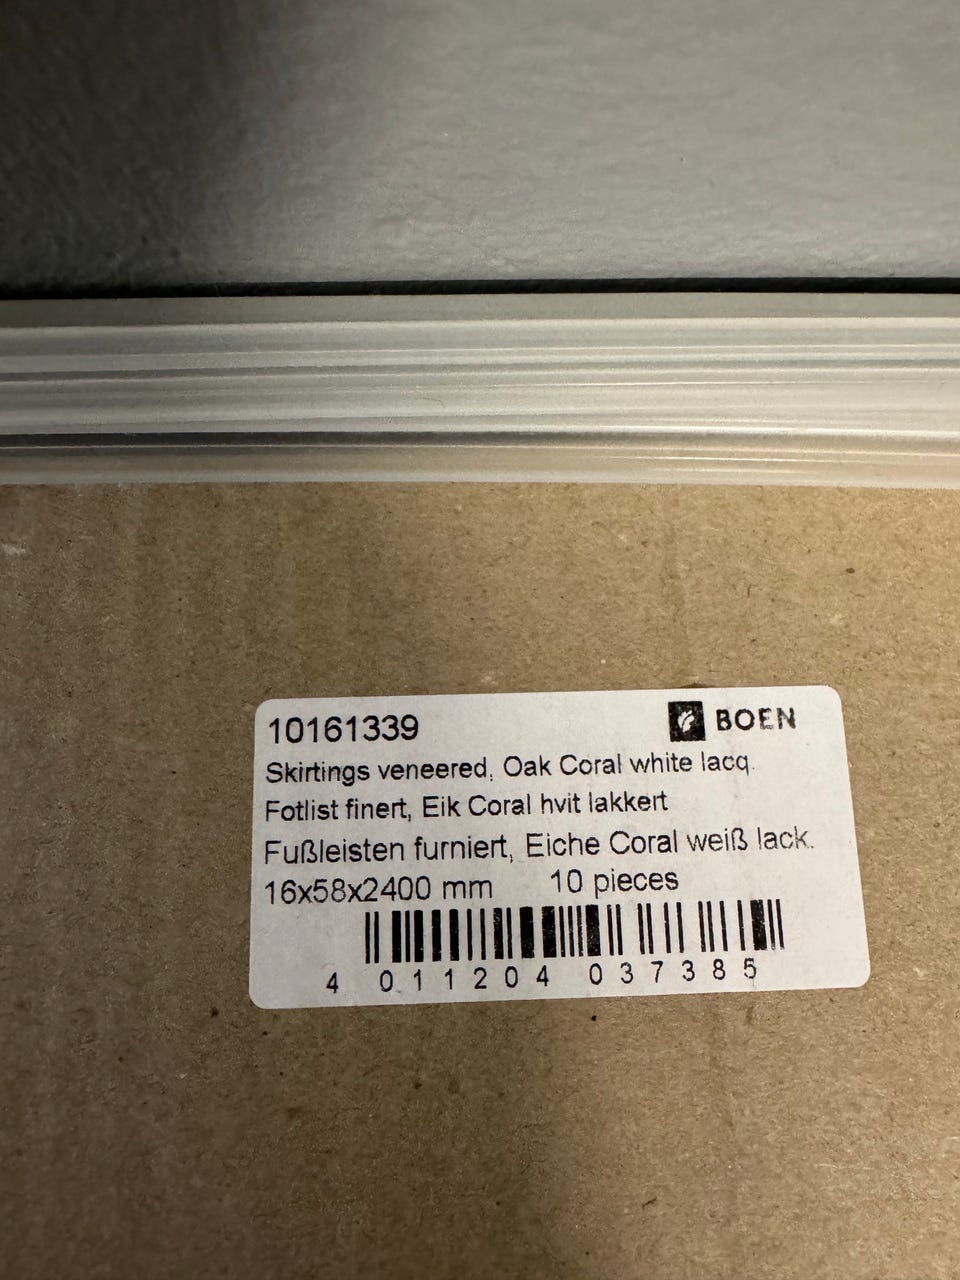 10161339 BOEN
Skirtings veneered, Oak Coral white lacq.
Fotlist finert, Eik Coral hvit lakkert
Fußleisten furniert, Eiche Coral weiß lack.
16x58x2400 mm 10 pieces
4 011204 037385